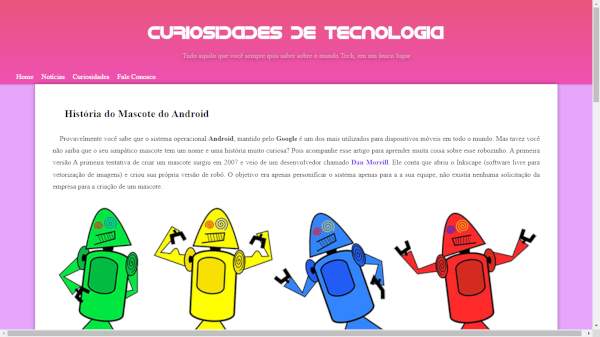 CURIOSIDADES DE TECNOLOGIA
Tudo aquilo que você sempre quis saber sobre o mundo Tech, em um único lugar
Home Notícias Curiosidades Fale Conosco
História do Mascote do Android
Provavelmente você sabe que o sistema operacional Android, mantido pelo Google é um dos mais utilizados para dispositivos móveis em todo o mundo. Mas tavez você
não saiba que o seu simpático mascote tem um nome e uma história muito curiosa? Pois acompanhe esse artigo para aprender muita coisa sobre esse robozinho. A primeira
versão A primeira tentativa de criar um mascote surgiu em 2007 e veio de um desenvolvedor chamado Dan Morrill. Ele conta que abriu o Inkscape (software livre para
vetorização de imagens) e criou sua própria versão de robô. O objetivo era apenas personificar o sistema apenas para a a sua equipe, não existia nenhuma solicitação da
empresa para a criação de um mascote.